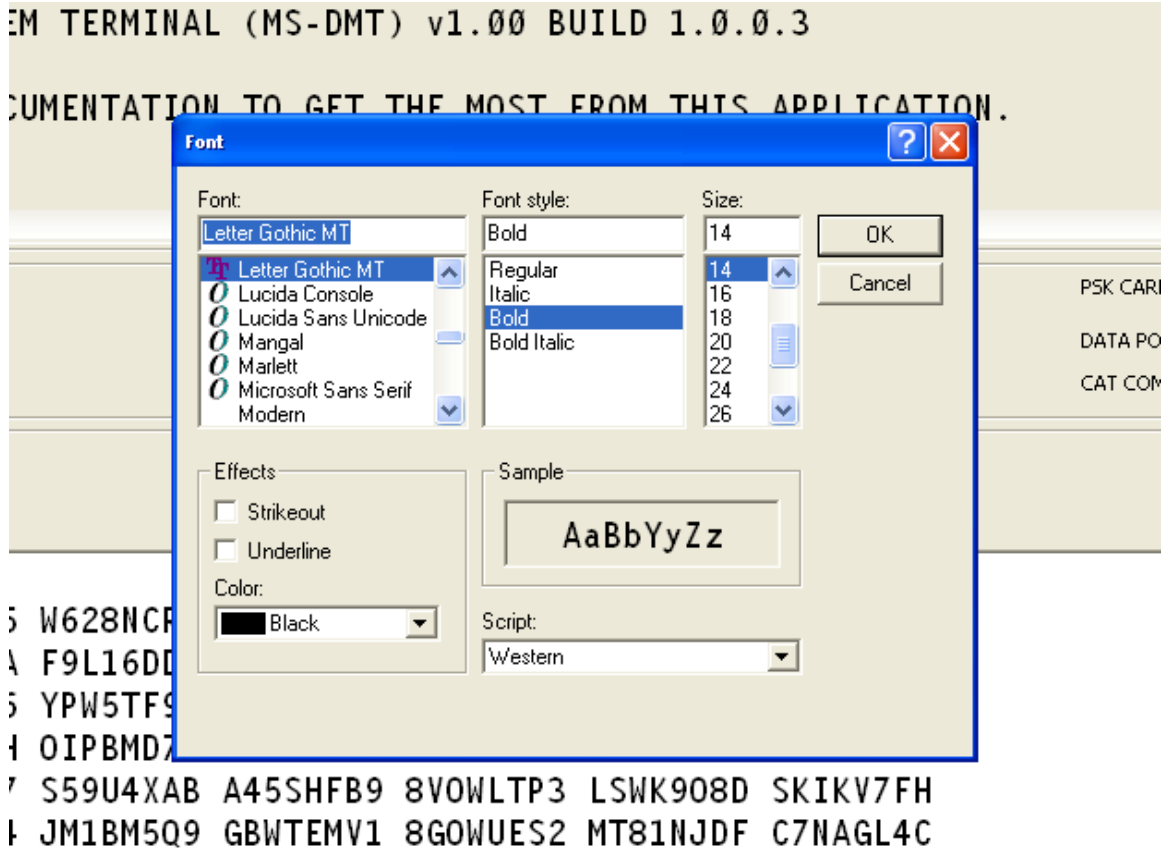 EM TERMINAL (MS-DMT) v1.00 BUILD 1.0.0.3
CUMENTATION TO GET THE MOST FROM THIS APPLICATION.
Font
Font:
Font style:
Size:
Letter Gothic MT
Bold
14
OK
Letter Gothic MT
Lucida Console
Lucida Sans Unicode
Mangal
Marlett
Microsoft Sans Serif
Modern
Regular
Italic
Bold
Bold Italic
14
16
18
20
22
24
26
Cancel
PSK CAR
DATA PO
CAT COM
Effects
Strikeout
Underline
Color:
Black
Sample
AaBbYyZz
Script:
Western
W628NCR
F9L16DD
YPW5TF9
H OIPBMD7
7 S59U4XAB A45SHFB9 8VOWLTP3 LSWK9O8D SKIKV7FH
4 JM1BM5Q9 GBWTEMV1 8GOWUES2 MT81NJDF C7NAGL4C